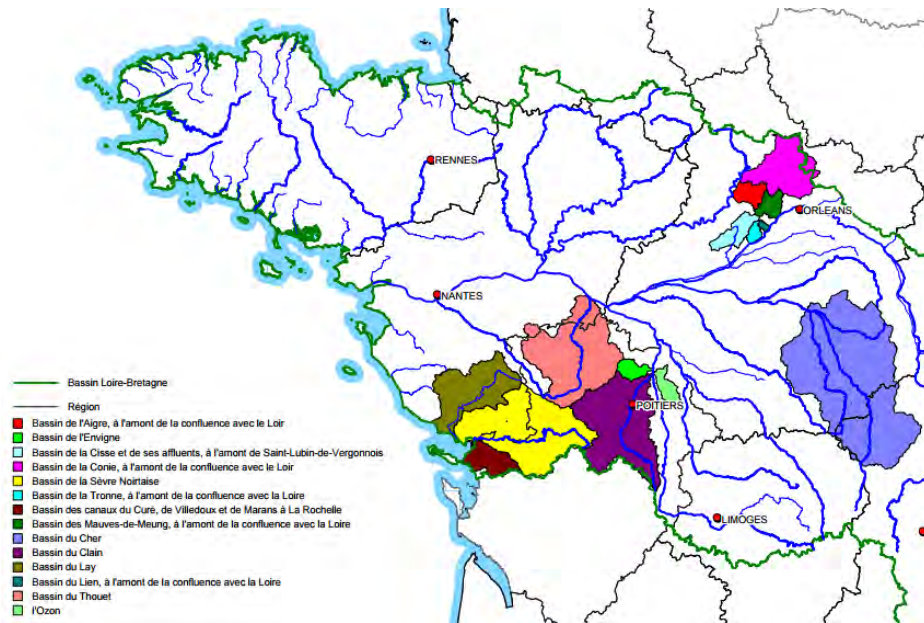 RENNES
ORLEANS
NANTES
POITIERS
LIMOGES
Bassin Loire-Bretagne
Région
Bassin de l'Aigre, à l'amont de la confluence avec le Loir
Bassin de l'Envigne
Bassin de la Cisse et de ses affluents, à l'amont de Saint-Lubin-de-Vergonnois
Bassin de la Conie, à l'amont de la confluence avec le Loir
Bassin de la Sèvre Noirtaise
Bassin de la Tronne, à l'amont de la confluence avec la Loire
Bassin des canaux du Curé, de Villedoux et de Marans à La Rochelle
Bassin des Mauves-de-Meung, à l'amont de la confluence avec la Loire
Bassin du Cher
Bassin du Clain
Bassin du Lay
Bassin du Lien, à l'amont de la confluence avec la Loire
Bassin du Thouet
l'Ozon